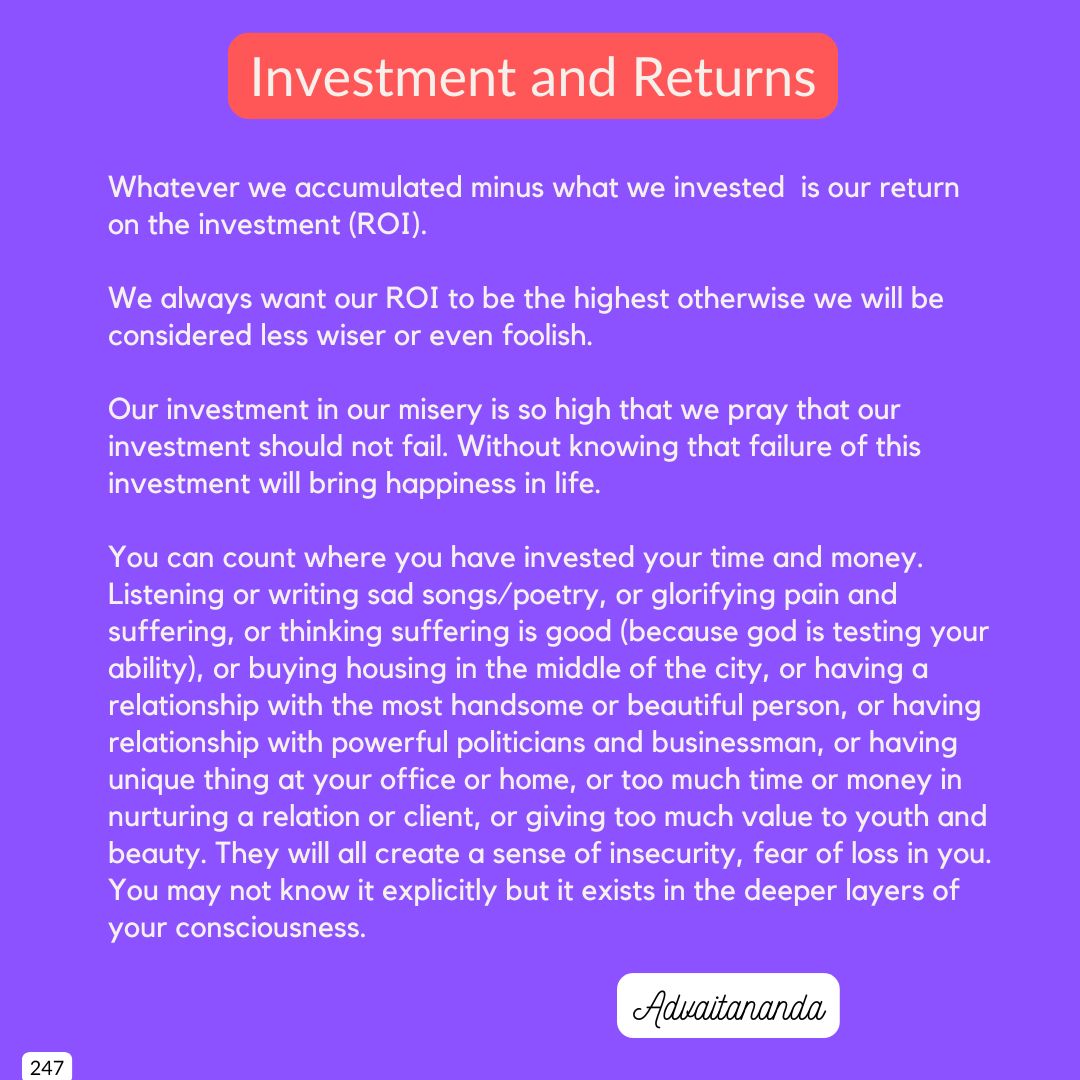 Investment and Returns
Whatever we accumulated minus what we invested  is our return
on the investment (ROI).
We always want our ROI to be the highest otherwise we will be
considered less wiser or even foolish.
Our investment in our misery is so high that we pray that our
investment should not fail. Without knowing that failure of this
investment will bring happiness in life.
You can count where you have invested your time and money.
Listening or writing sad songs/poetry, or glorifying pain and
suffering, or thinking suffering is good (because god is testing your
ability), or buying housing in the middle of the city, or having a
relationship with the most handsome or beautiful person, or having
relationship with powerful politicians and businessman, or having
unique thing at your office or home, or too much time or money in
nurturing a relation or client, or giving too much value to youth and
beauty. They will all create a sense of insecurity, fear of loss in you.
You may not know it explicitly but it exists in the deeper layers of
your consciousness.
Advaitananda
247